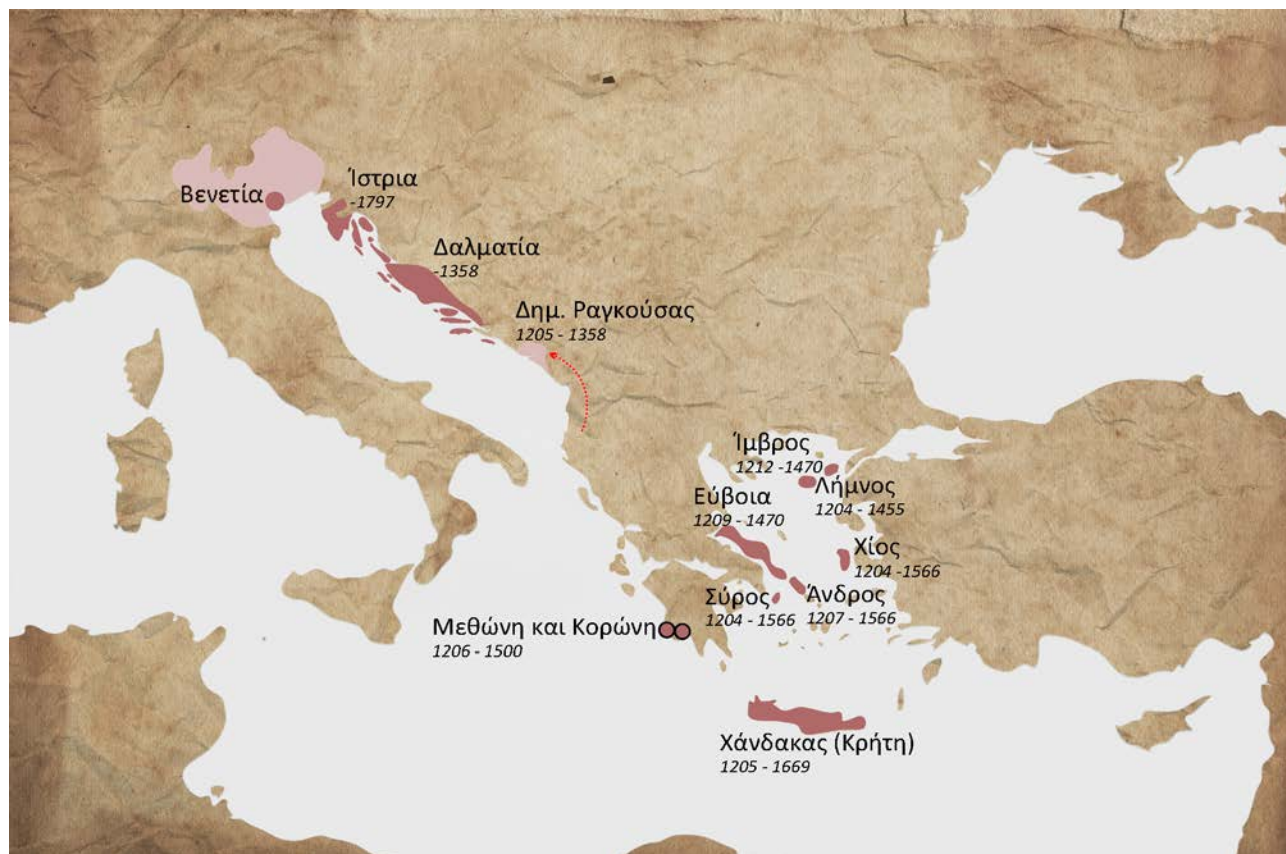 Βενετία
Ίστρια
-1797
Δαλματία
-1358
Δημ. Ραγκούσας
1205 - 1358
Ίμβρος
1212 -1470
Λήμνος
1204 - 1455
Εύβοια
1209 - 1470
Χίος
1204 -1566
Σύρος
1204 - 1566
Άνδρος
1207 - 1566
Μεθώνη και Κορώνη
1206 - 1500
Χάνδακας (Κρήτη)
1205 - 1669